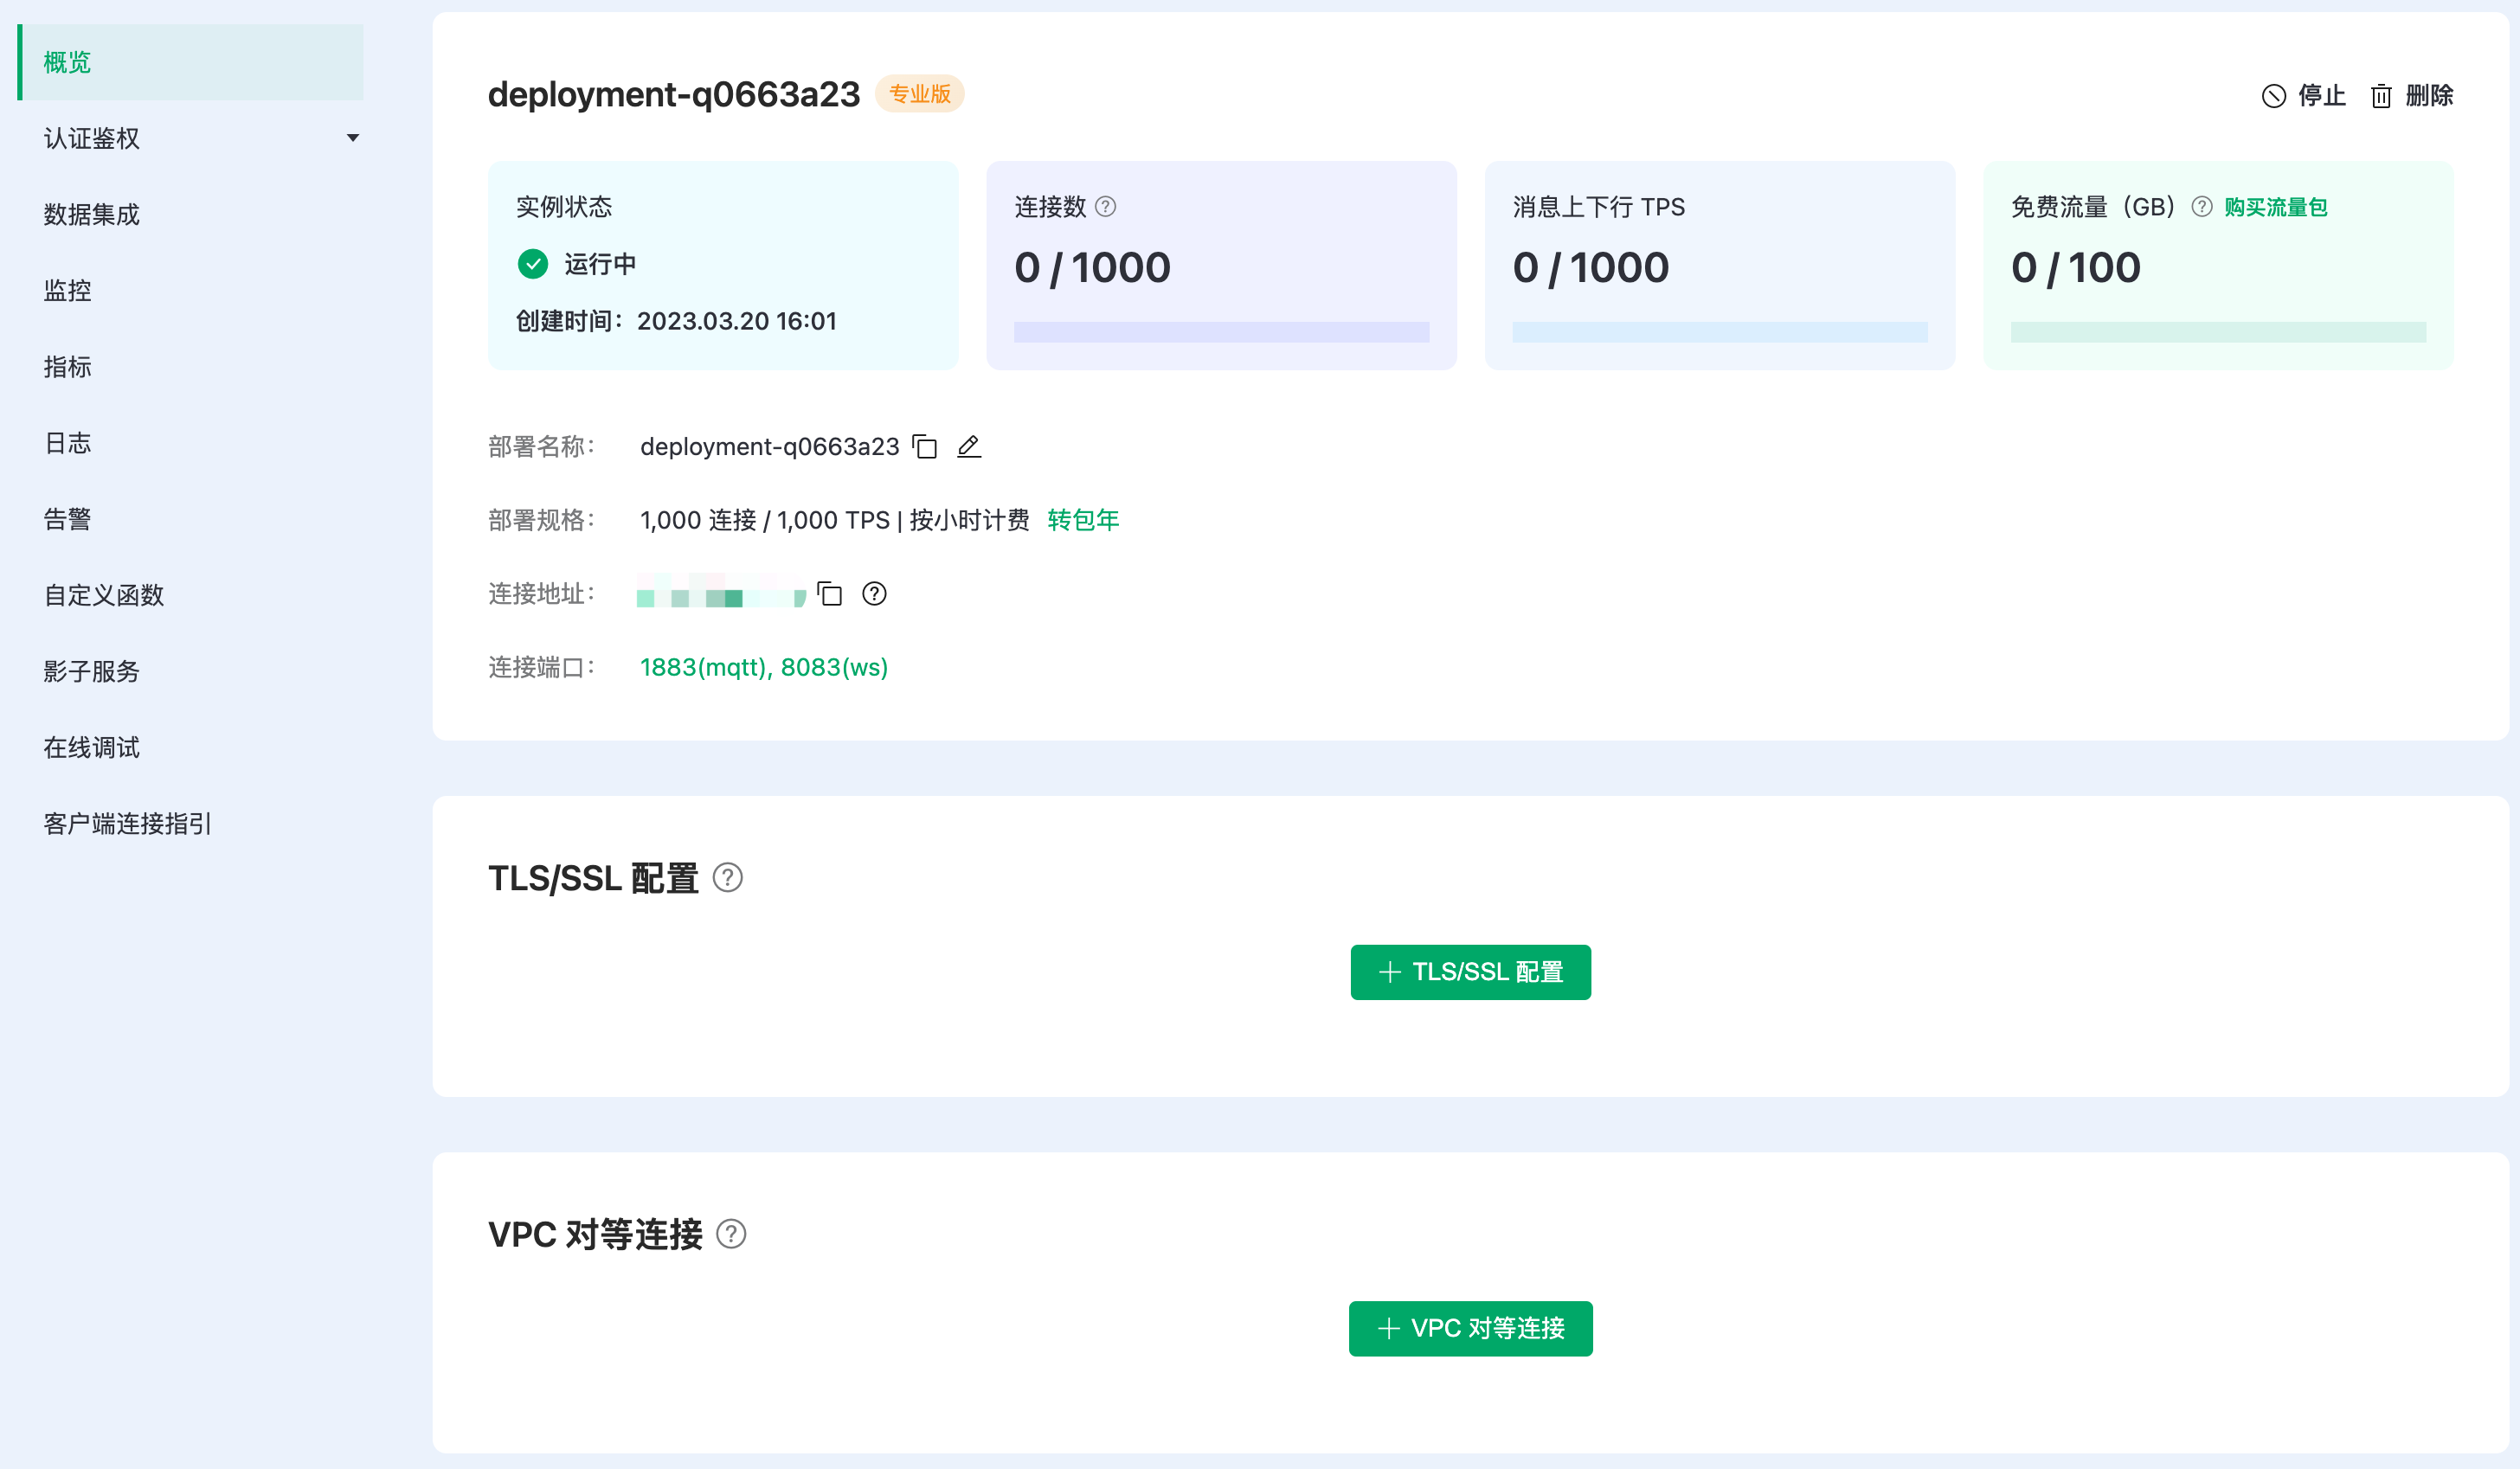 概览
认证鉴权
数据集成
监控
指标
日志
告警
自定义函数
影子服务
在线调试
客户端连接指引
deployment-q0663a23 专业版
停止 删除
实例状态
运行中
创建时间：2023.03.20 16:01
连接数
0 / 1000
消息上下行 TPS
0 / 1000
免费流量（GB） 购买流量包
0 / 100
部署名称： deployment-q0663a23
部署规格： 1,000 连接 / 1,000 TPS | 按小时计费 转包年
连接地址：
连接端口： 1883(mqtt), 8083(ws)
TLS/SSL 配置
TLS/SSL 配置
VPC 对等连接
VPC 对等连接